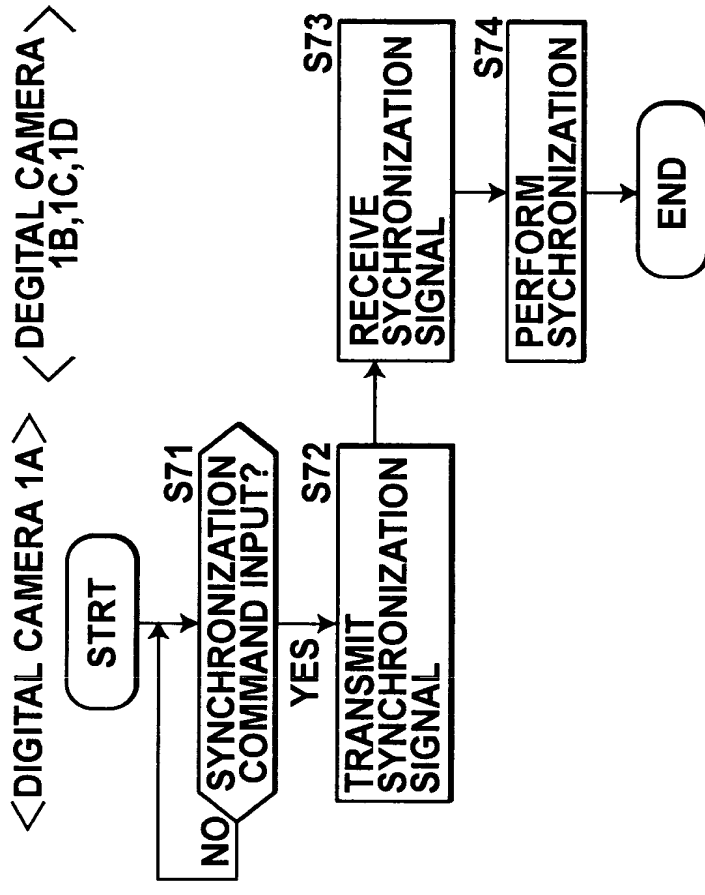 <DIGITAL CAMERA 1A>
STRT
S71
NO
SYNCHRONIZATION
COMMAND INPUT?
YES
S72
TRANSMIT
SYNCHRONIZATION
SIGNAL
<DEGITAL CAMERA
1B,1C,1D>
S73
RECEIVE
SYCHRONIZATION
SIGNAL
S74
PERFORM
SYCHRONIZATION
END